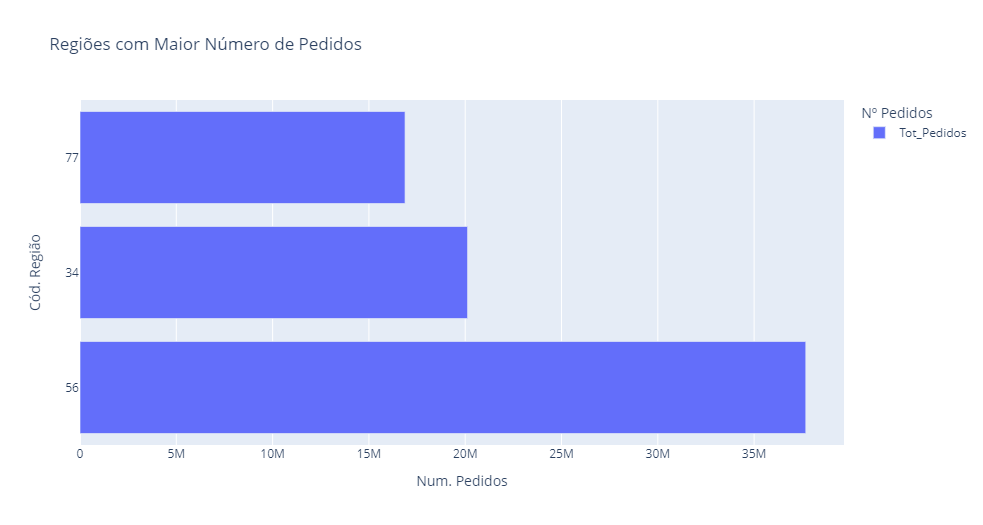 Regiões com Maior Número de Pedidos
Nº Pedidos
Tot_Pedidos
Cód. Região
77
34
56
0 5M 10M 15M 20M 25M 30M 35M
Num. Pedidos